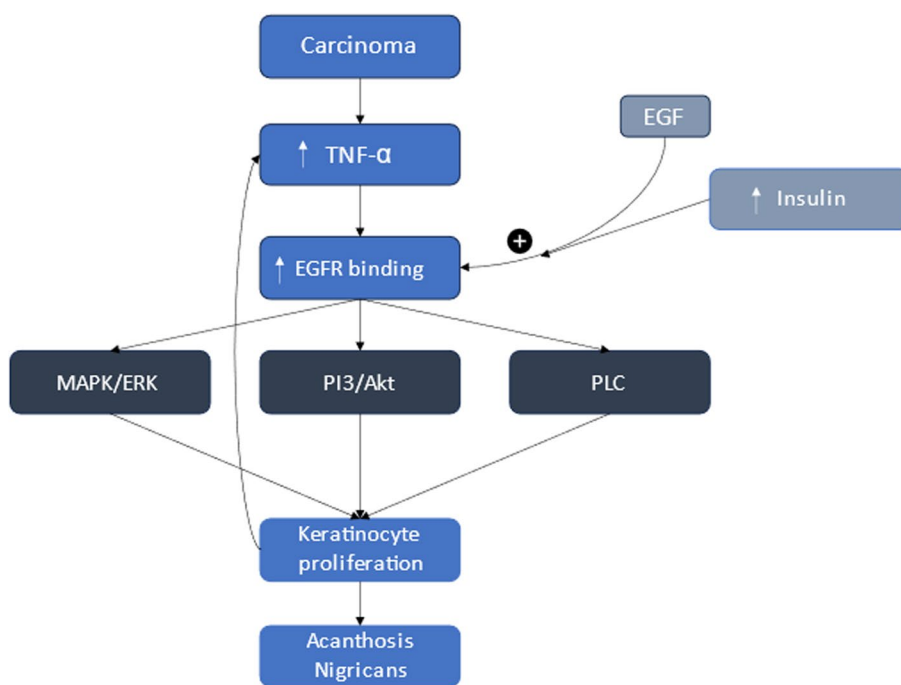 Carcinoma
EGF
↑ TNF-α
↑ Insulin
+
↑ EGFR binding
MAPK/ERK
PI3/Akt
PLC
Keratinocyte
proliferation
Acanthosis
Nigricans